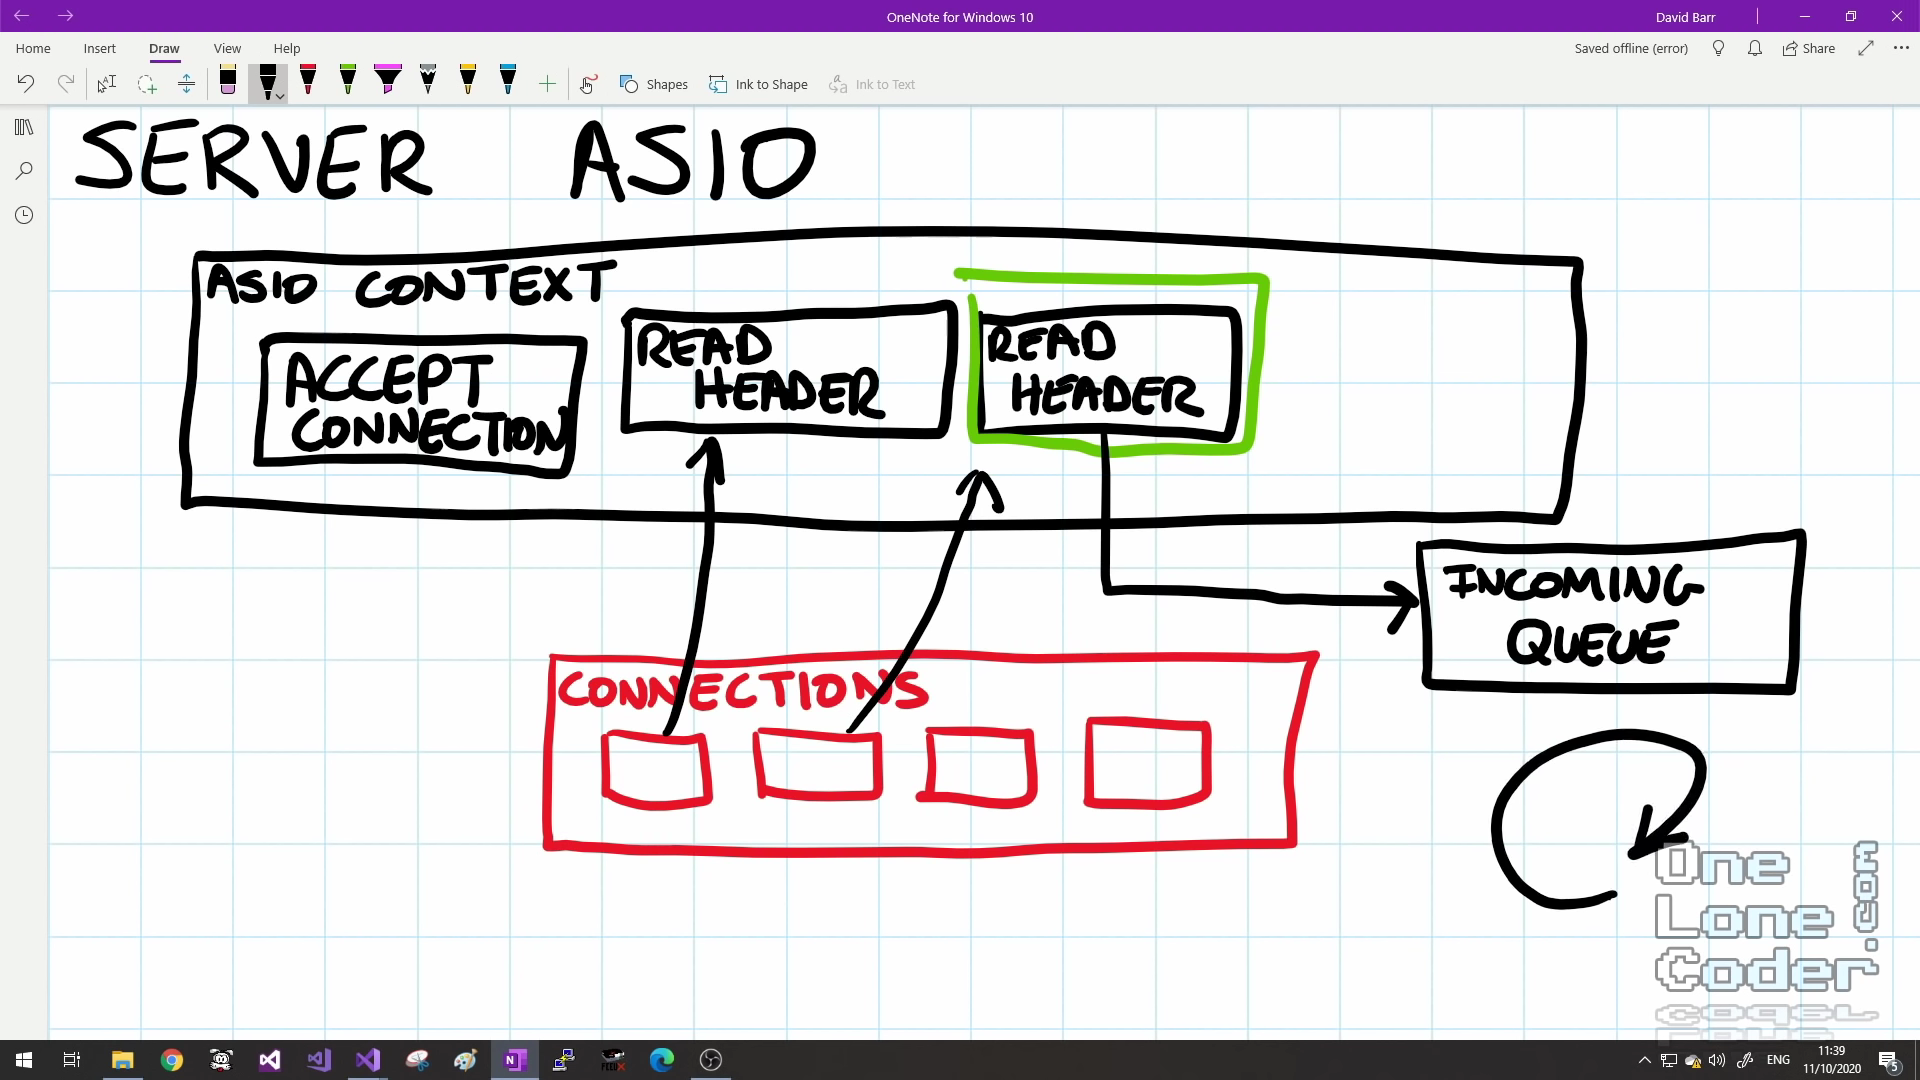 OneNote for Windows 10
David Barr
Home Insert Draw View Help
Saved offline (error)
Share
Shapes
Ink to Shape
Ink to Text
SERVER ASIO
ASIO CONTEXT
ACCEPT
CONNECTION
READ
HEADER
READ
HEADER
INCOMING
QUEUE
CONNECTIONS
One
Lone
Coder
.com
ENG
11:39
11/10/2020
5